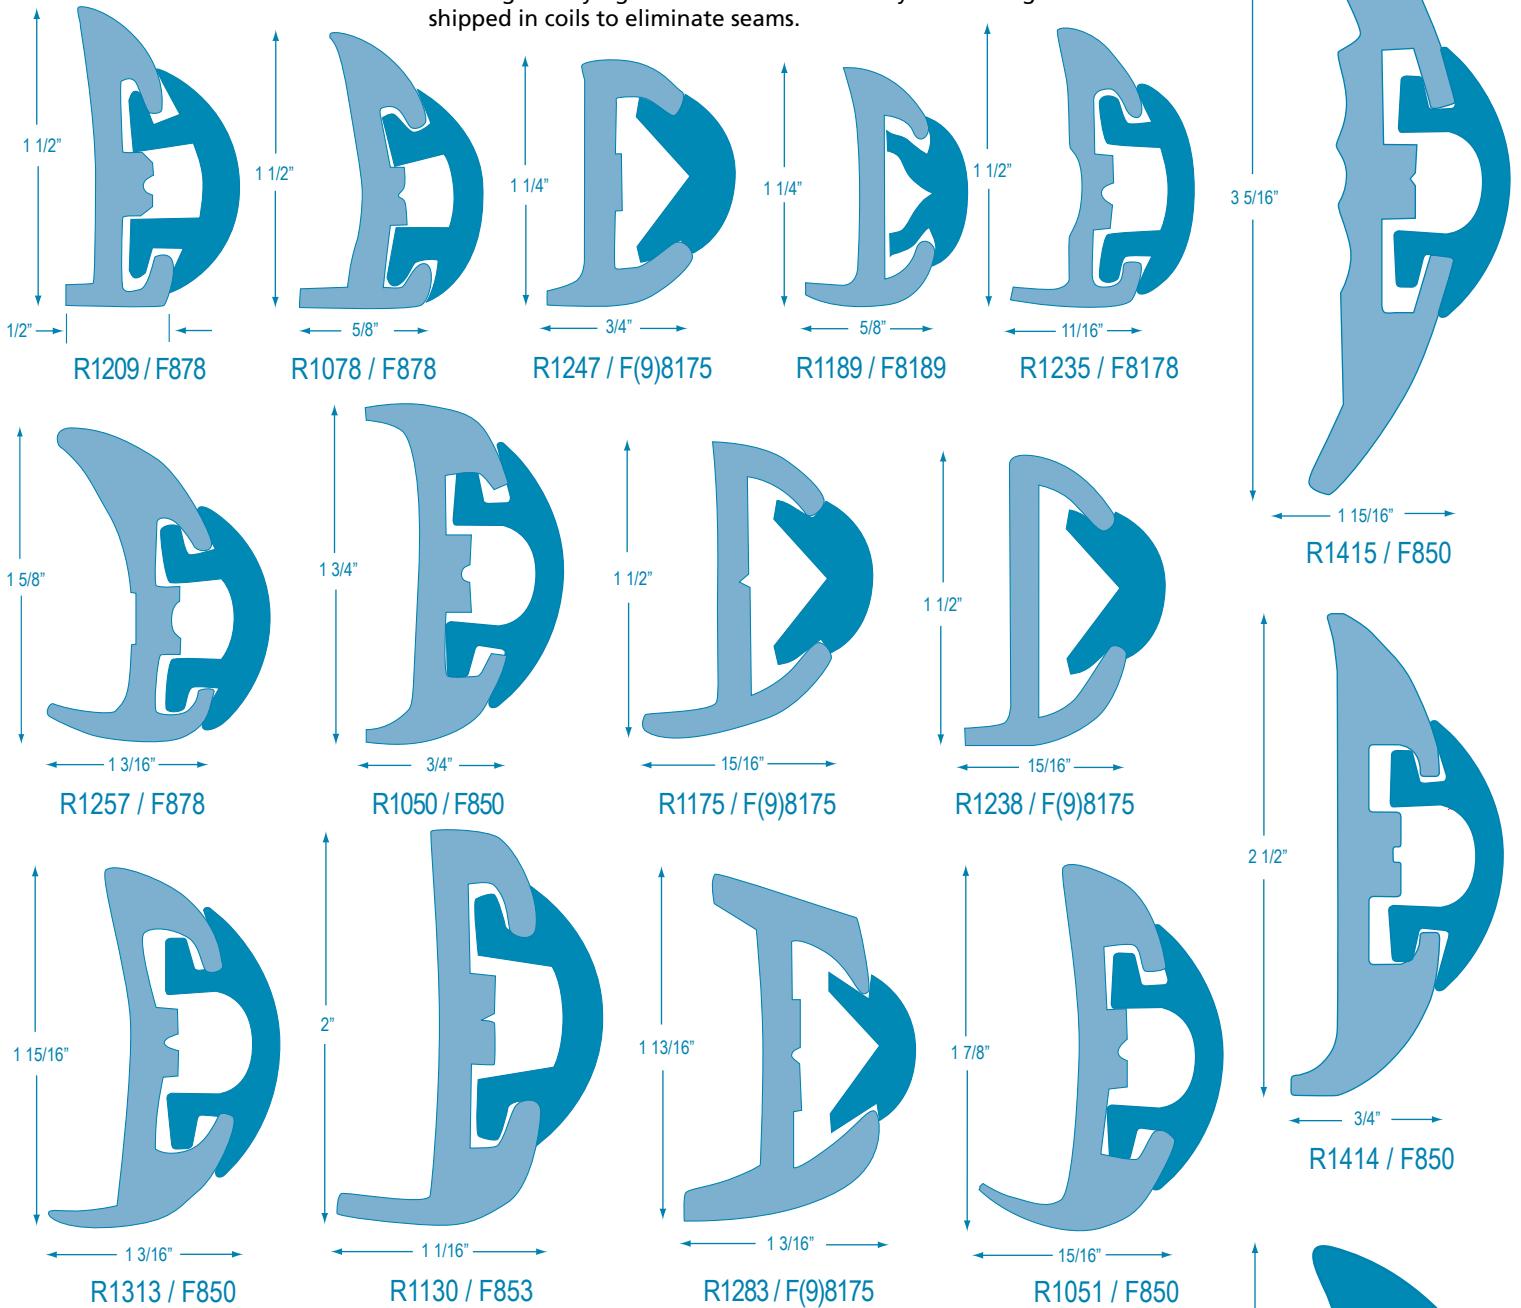 shipped in coils to eliminate seams.
1 1/2”
1/2”
R1209 / F878
1 1/2”
5/8”
R1078 / F878
1 1/4”
3/4”
R1247 / F(9)8175
1 1/4”
5/8”
R1189 / F8189
1 1/2”
11/16”
R1235 / F8178
3 5/16”
1 15/16”
R1415 / F850
1 5/8”
1 3/16”
R1257 / F878
1 3/4”
3/4”
R1050 / F850
1 1/2”
15/16”
R1175 / F(9)8175
1 1/2”
15/16”
R1238 / F(9)8175
2 1/2”
3/4”
R1414 / F850
1 15/16”
1 3/16”
R1313 / F850
2”
1 1/16”
R1130 / F853
1 13/16”
1 3/16”
R1283 / F(9)8175
1 7/8”
15/16”
R1051 / F850